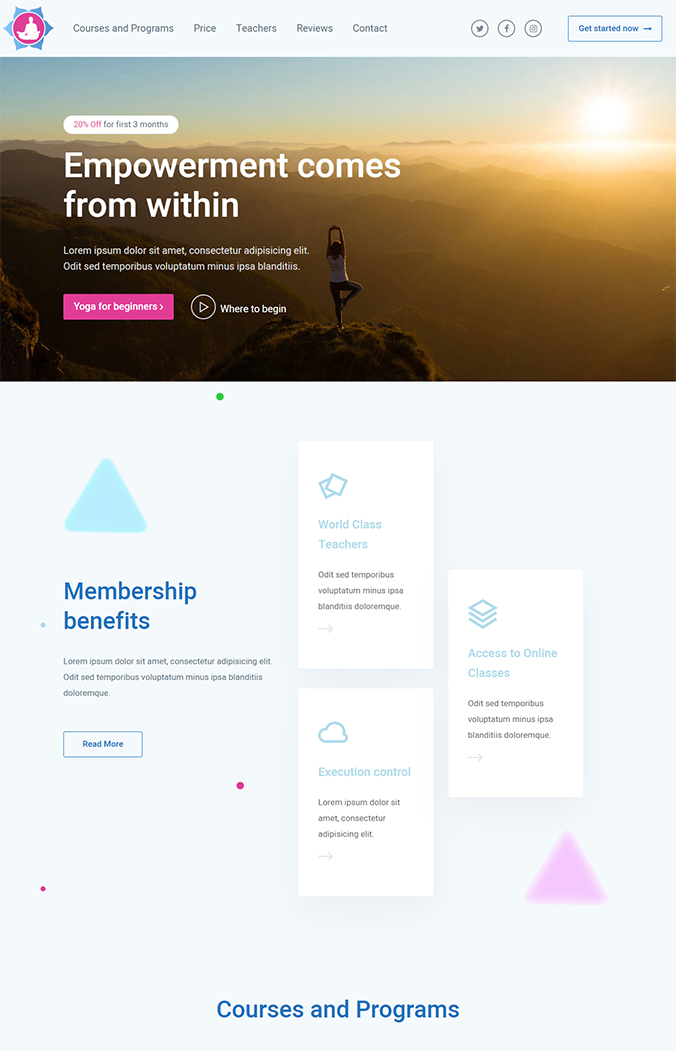 Courses and Programs
Price
Teachers
Reviews
Contact
Get started now
20% Off for first 3 months
Empowerment comes
from within
Lorem ipsum dolor sit amet, consectetur adipisicing elit.
Odit sed temporibus voluptatum minus ipsa blanditiis.
Yoga for beginners ›
Where to begin
Membership
benefits
Lorem ipsum dolor sit amet, consectetur adipisicing elit.
Odit sed temporibus voluptatum minus ipsa blanditiis
doloremque.
Read More
World Class
Teachers
Odit sed temporibus
voluptatum minus ipsa
blanditiis doloremque.
Access to Online
Classes
Odit sed temporibus
voluptatum minus ipsa
blanditiis doloremque.
Execution control
Lorem ipsum dolor sit
amet, consectetur
adipisicing elit.
Courses and Programs